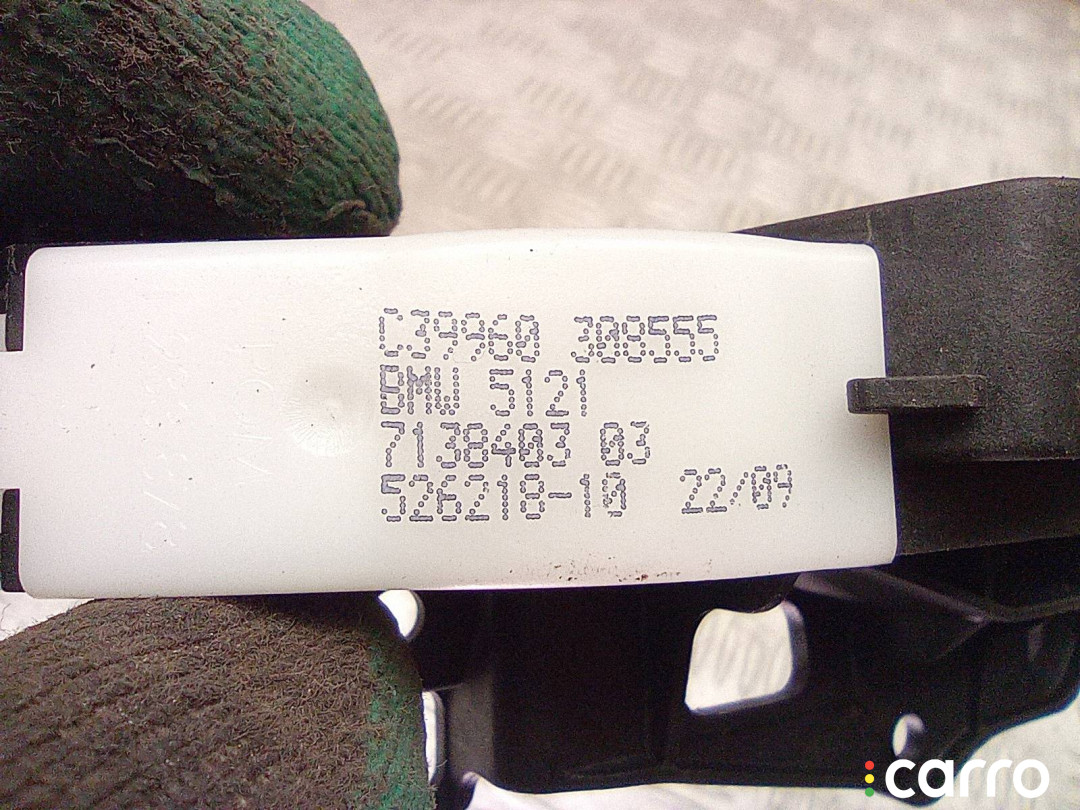 C39960 308555
BMW 5121
7138403 03
526218-10 22/09
carro